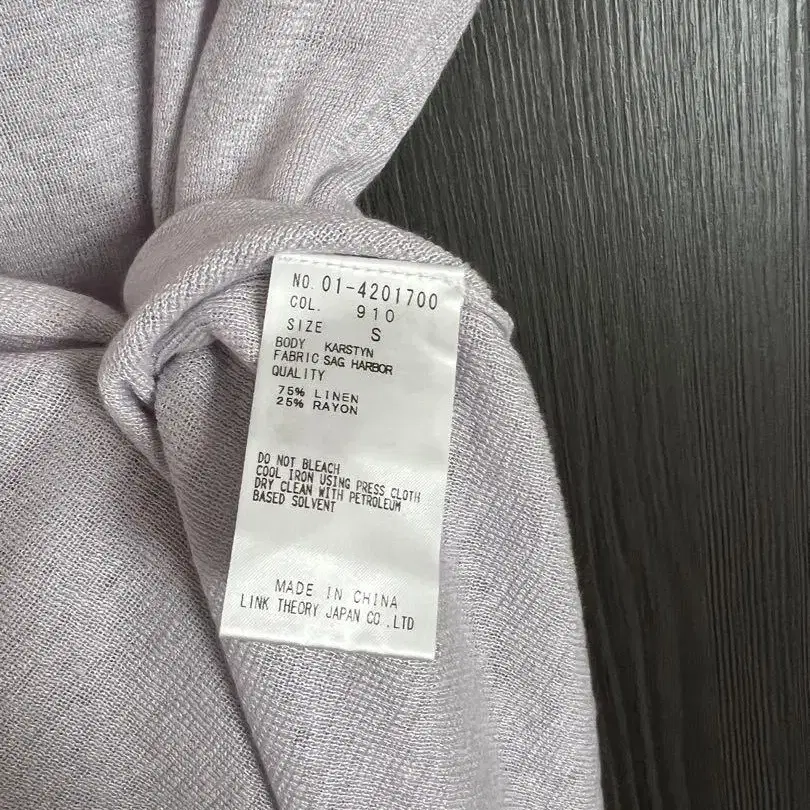 NO. 01-4201700
COL. 910
SIZE S
BODY KARSTYN
FABRIC SAG HARBOR
QUALITY
75% LINEN
25% RAYON
DO NOT BLEACH
COOL IRON USING PRESS CLOTH
DRY CLEAN WITH PETROLEUM
BASED SOLVENT
MADE IN CHINA
LINK THEORY JAPAN CO.,LTD